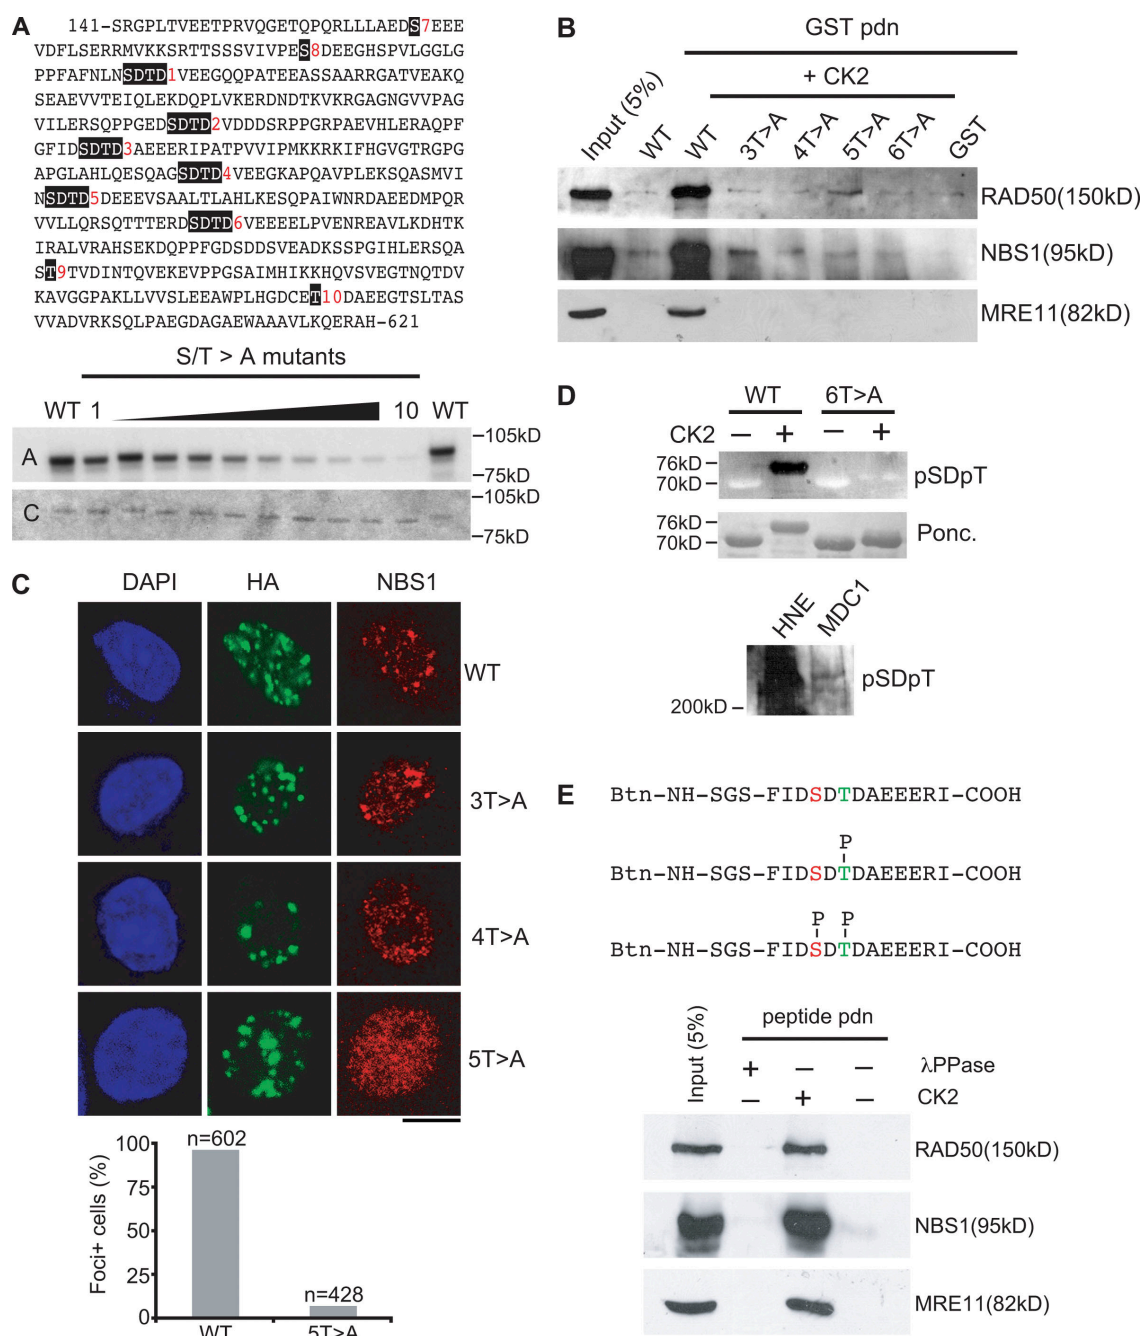 A
141-SRGPLTVEETPRVQGETQPQRLLLAEDS7EEE
VDFLSERRMVKKSRTTSSSVIVPES8DEEGHSPVLGGLG
PPFAFNLNSDTD1VEEGQQPATEEASSAARRGATVEAKQ
SEAEVVTEIQLEKDQPLVKERDNDTKVKRGAGNGVVPAG
VILERSQPPGEDSDTD2VDDDSRPPGRPAEVHLERAQPF
GFIDSDTD3AEEERIPATPVVIPMKKRKIFHGVGTRGPG
APGLAHLQESQAGSDTD4VEEGKAPQAVPLEKSQASMVI
NSDTD5DEEEVSAALTLAHLKESQPAIWNRDAEEDMPQR
VVLLQRSQTTTERDSDTD6VEEEELPVENREAVLKDHTK
IRALVRAHSEKDQPPFGDSDDSVEADKSSPGIHLERSQA
ST9TVDINTQVEKEVPPGSAIMHIKKHQVSVEGTNQTDV
KAVGGPAKLLVVSLEEAWPLHGDCET10DAEEGTSLTAS
VVADVRKSQLPAEGDAGAEWAAAVLKQERAH-621
S/T > A mutants
WT 1 10 WT
A
-105kD
-75kD
C
-105kD
-75kD
B
GST pdn
+ CK2
Input (5%) WT WT 3T>A 4T>A 5T>A 6T>A GST
RAD50(150kD)
NBS1(95kD)
MRE11(82kD)
C
DAPI HA NBS1
WT
3T>A
4T>A
5T>A
Foci+ cells (%)
100
75
50
25
0
n=602
n=428
WT 5T>A
D
WT 6T>A
CK2 – + – +
76kD –
70kD –
pSDpT
76kD –
70kD –
Ponc.
HNE MDC1
pSDpT
200kD –
E
Btn-NH-SGS-FIDSDTDAEEERI-COOH
P
Btn-NH-SGS-FIDSDTDAEEERI-COOH
P P
Btn-NH-SGS-FIDSDTDAEEERI-COOH
Input (5%)
peptide pdn
+ – – λPPase
– + – CK2
RAD50(150kD)
NBS1(95kD)
MRE11(82kD)